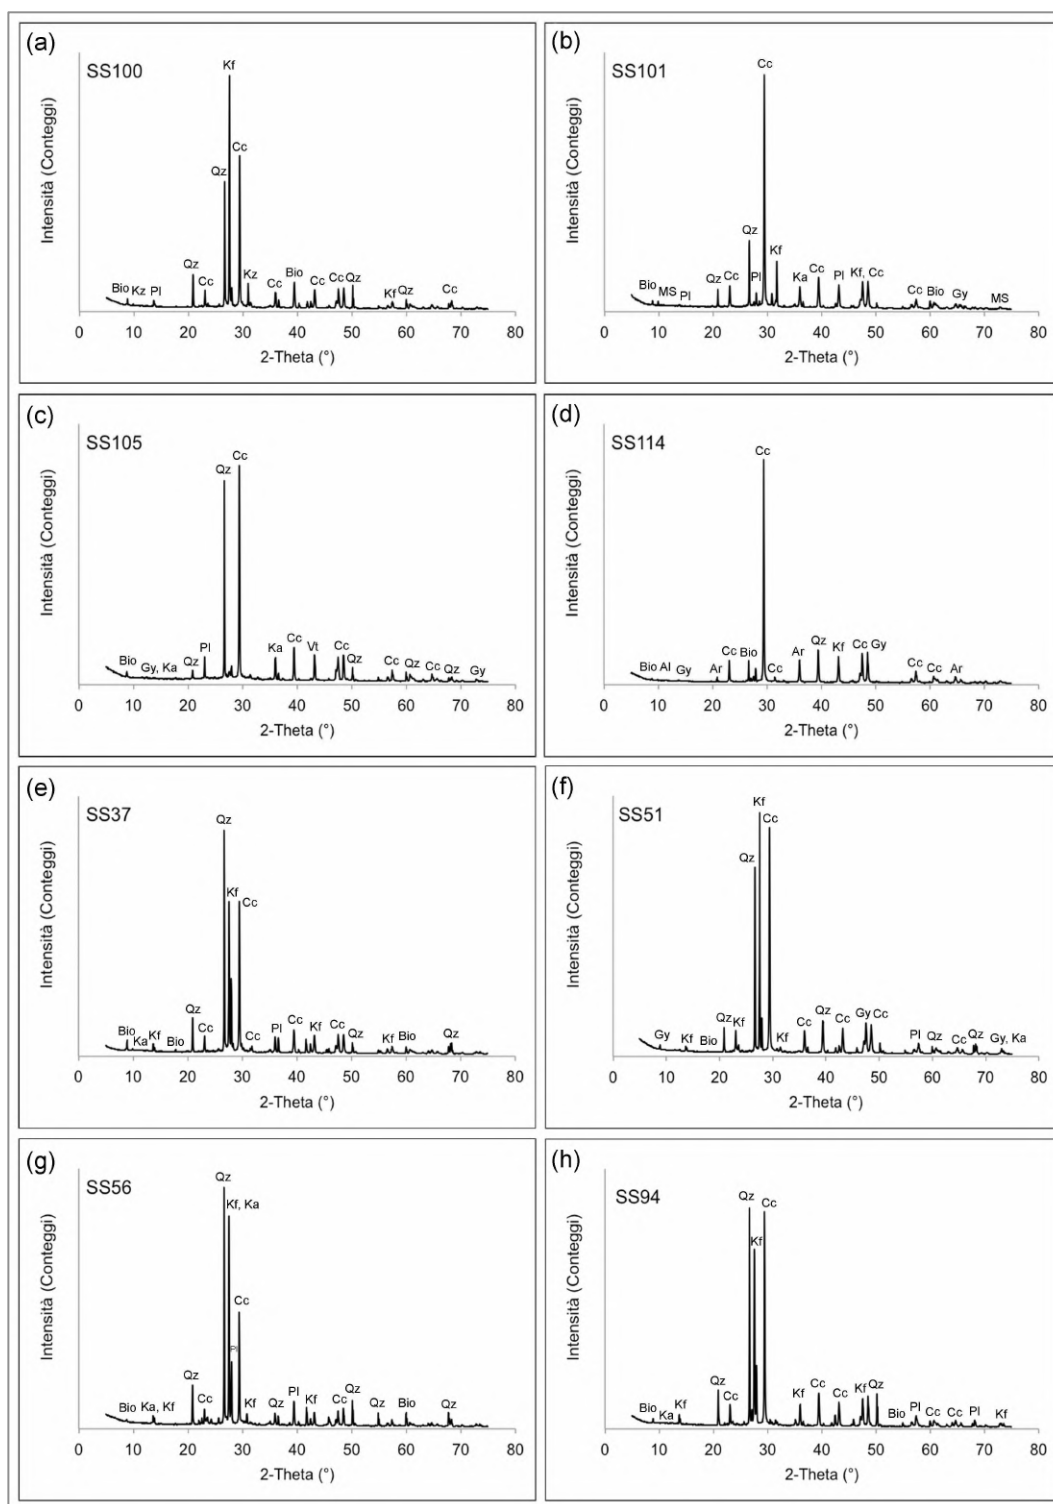 (a)
SS100
Kf
Cc
Qz
Qz
Bio Kz Pl
Cc
Kz
Cc
Bio
Cc
Cc
Qz
Kf
Qz
Cc
Intensità (Conteggi)
0 10 20 30 40 50 60 70 80
2-Theta (°)
(b)
SS101
Cc
Qz
Kf
Bio
MS
Pl
Qz
Cc
Pl
Ka
Cc
Pl
Kf, Cc
Cc
Bio
Gy
MS
Intensità (Conteggi)
0 10 20 30 40 50 60 70 80
2-Theta (°)
(c)
SS105
Cc
Qz
Bio
Gy, Ka
Qz
Pl
Ka
Cc
Vt
Cc
Qz
Cc
Qz
Cc
Qz
Gy
Intensità (Conteggi)
0 10 20 30 40 50 60 70 80
2-Theta (°)
(d)
SS114
Cc
Bio Al
Gy
Ar
Cc
Bio
Cc
Ar
Qz
Kf
Cc
Gy
Cc
Cc
Ar
Intensità (Conteggi)
0 10 20 30 40 50 60 70 80
2-Theta (°)
(e)
SS37
Qz
Kf
Cc
Bio
Ka
Kf
Bio
Qz
Cc
Cc
Pl
Cc
Kf
Cc
Qz
Kf
Bio
Qz
Intensità (Conteggi)
0 10 20 30 40 50 60 70 80
2-Theta (°)
(f)
SS51
Kf
Cc
Qz
Gy
Kf
Bio
Qz
Kf
Kf
Cc
Qz
Cc
Gy
Cc
Pl
Qz
Cc
Qz
Gy, Ka
Intensità (Conteggi)
0 10 20 30 40 50 60 70 80
2-Theta (°)
(g)
SS56
Qz
Kf, Ka
Cc
Pl
Bio
Ka, Kf
Qz
Cc
Kf
Qz
Pl
Kf
Cc
Qz
Qz
Bio
Qz
Intensità (Conteggi)
0 10 20 30 40 50 60 70 80
2-Theta (°)
(h)
SS94
Qz
Cc
Kf
Bio
Ka
Kf
Qz
Cc
Kf
Cc
Cc
Kf
Qz
Bio
Pl
Cc
Cc
Pl
Kf
Intensità (Conteggi)
0 10 20 30 40 50 60 70 80
2-Theta (°)